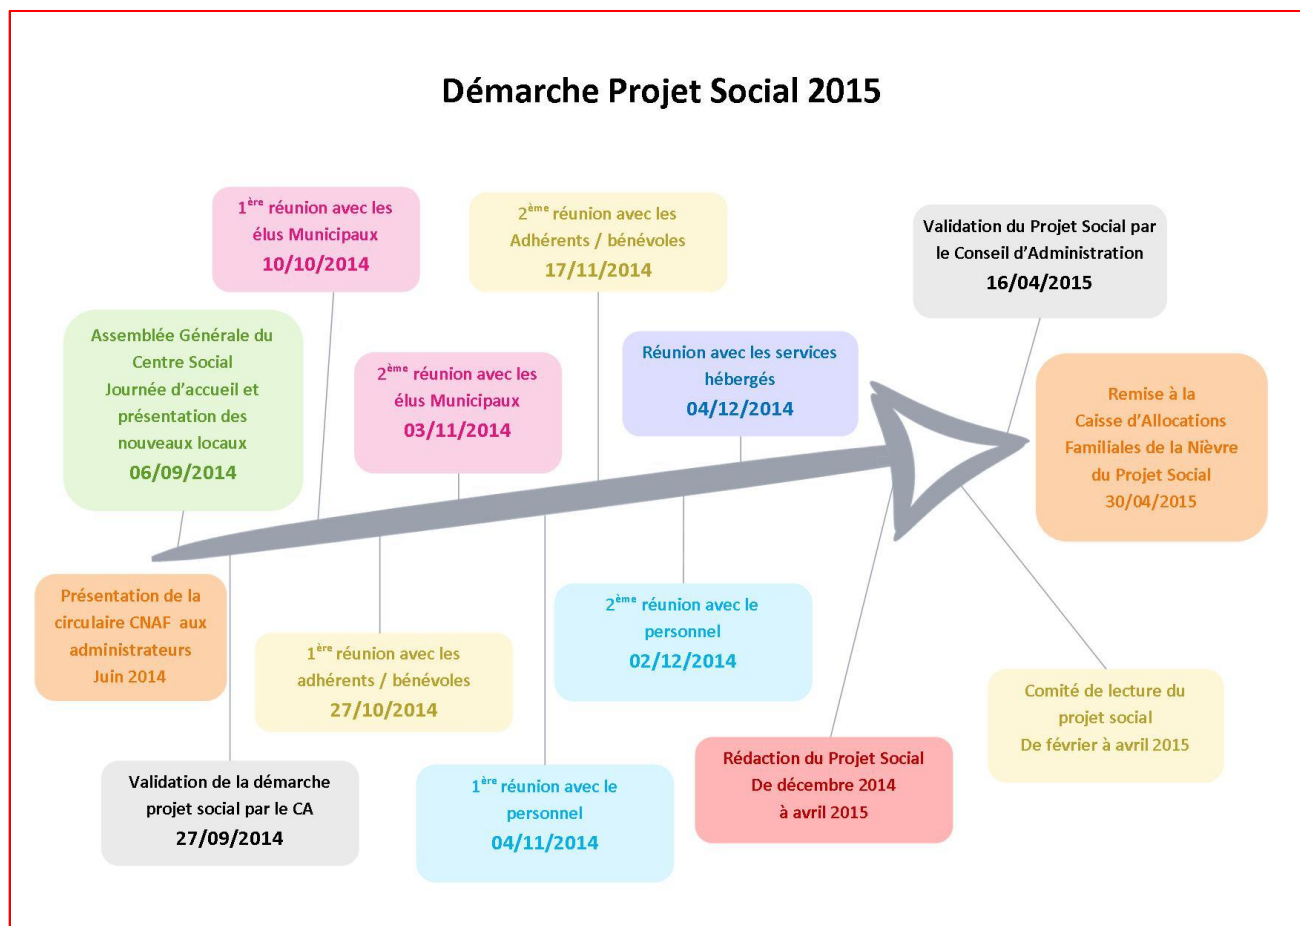 Démarche Projet Social 2015
1ère réunion avec les
élus Municipaux
10/10/2014
2ème réunion avec les
Adhérents / bénévoles
17/11/2014
Validation du Projet Social par
le Conseil d’Administration
16/04/2015
Assemblée Générale du
Centre Social
Journée d’accueil et
présentation des
nouveaux locaux
06/09/2014
2ème réunion avec les
élus Municipaux
03/11/2014
Réunion avec les services
hébergés
04/12/2014
Remise à la
Caisse d’Allocations
Familiales de la Nièvre
du Projet Social
30/04/2015
Présentation de la
circulaire CNAF aux
administrateurs
Juin 2014
1ère réunion avec les
adhérents / bénévoles
27/10/2014
2ème réunion avec le
personnel
02/12/2014
Comité de lecture du
projet social
De février à avril 2015
Validation de la démarche
projet social par le CA
27/09/2014
1ère réunion avec le
personnel
04/11/2014
Rédaction du Projet Social
De décembre 2014
à avril 2015